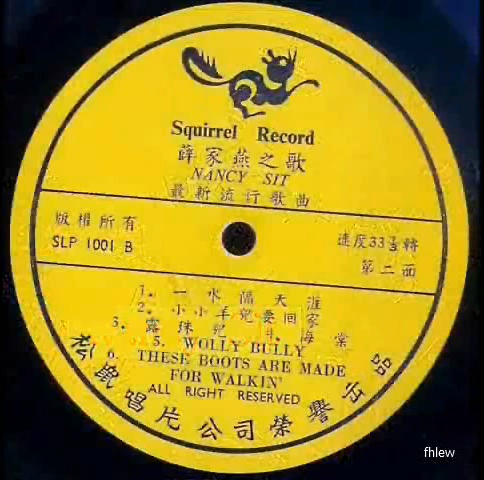 Squirrel Record
薛家燕之歌
NANCY SIT
最新流行歌曲
版權所有
SLP 1001 B
速度33⅓轉
第二面
1. 一水隔天涯
2. 小小羊兒要回家
3. 露珠兒 4. 海棠
5. WOLLY BULLY
6. THESE BOOTS ARE MADE
FOR WALKIN'
ALL RIGHT RESERVED
松鼠唱片公司榮譽出品
fhlew